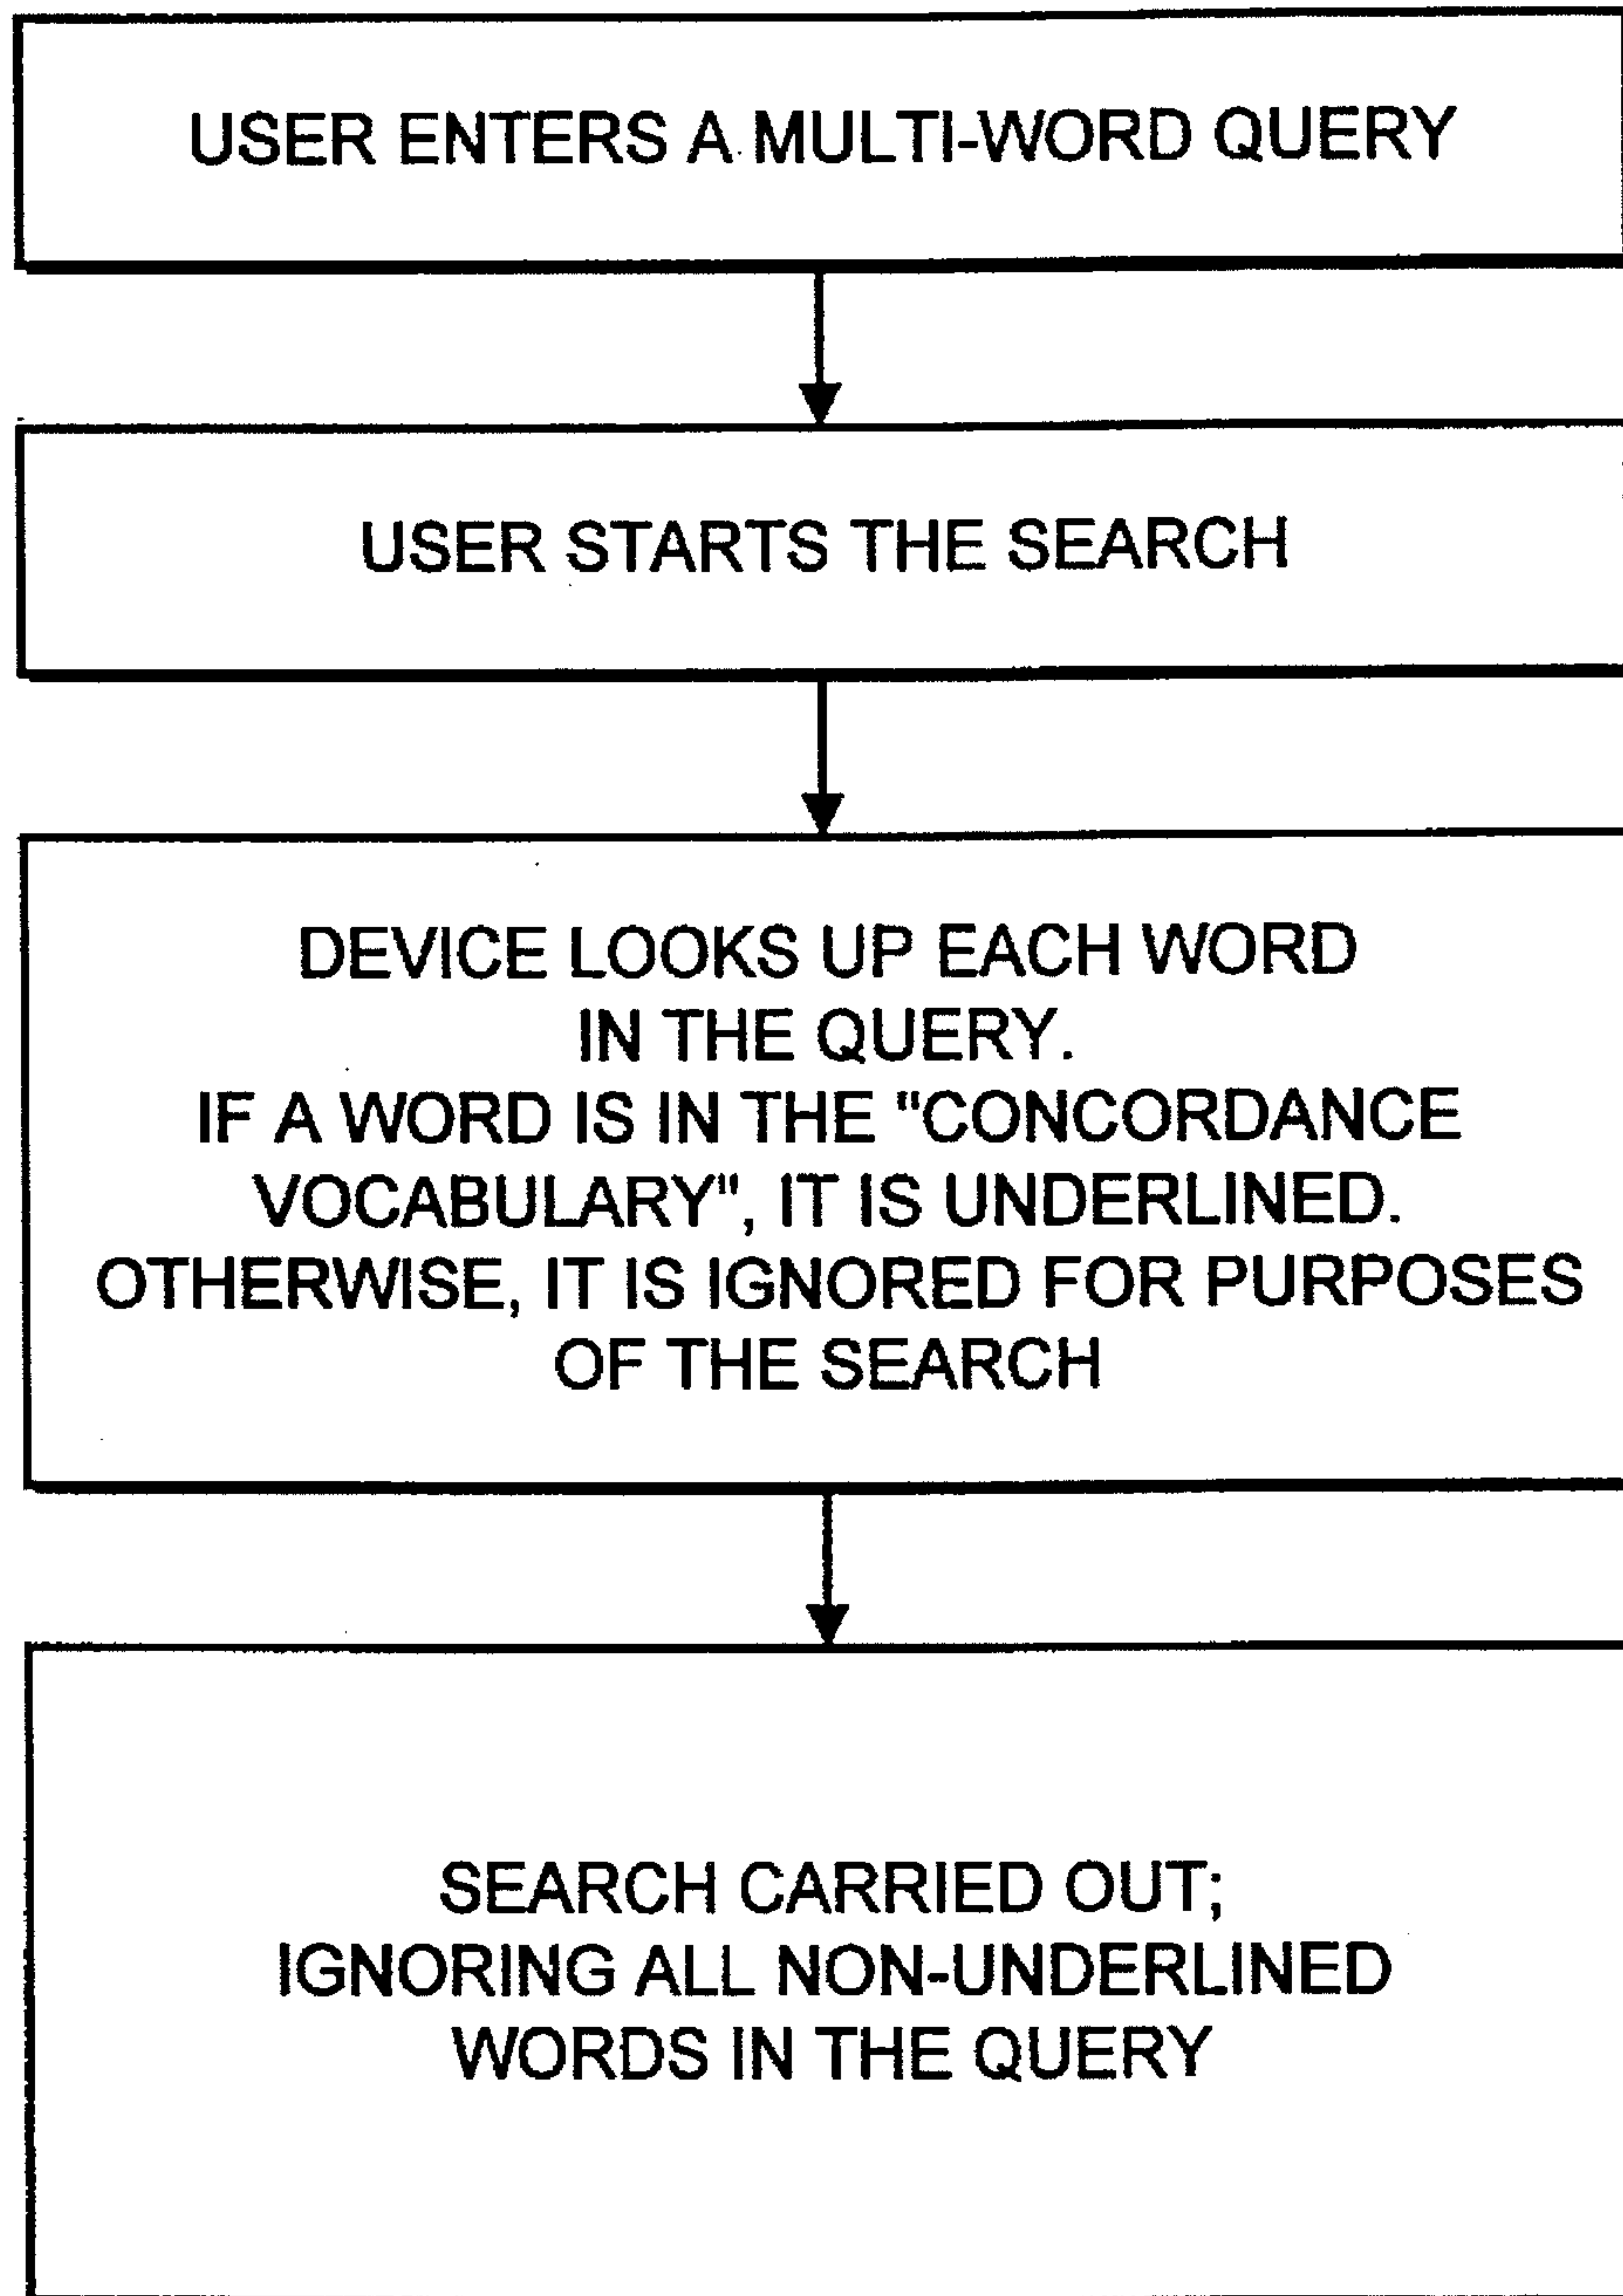 USER ENTERS A MULTI-WORD QUERY
USER STARTS THE SEARCH
DEVICE LOOKS UP EACH WORD
IN THE QUERY.
IF A WORD IS IN THE "CONCORDANCE
VOCABULARY", IT IS UNDERLINED.
OTHERWISE, IT IS IGNORED FOR PURPOSES
OF THE SEARCH
SEARCH CARRIED OUT;
IGNORING ALL NON-UNDERLINED
WORDS IN THE QUERY